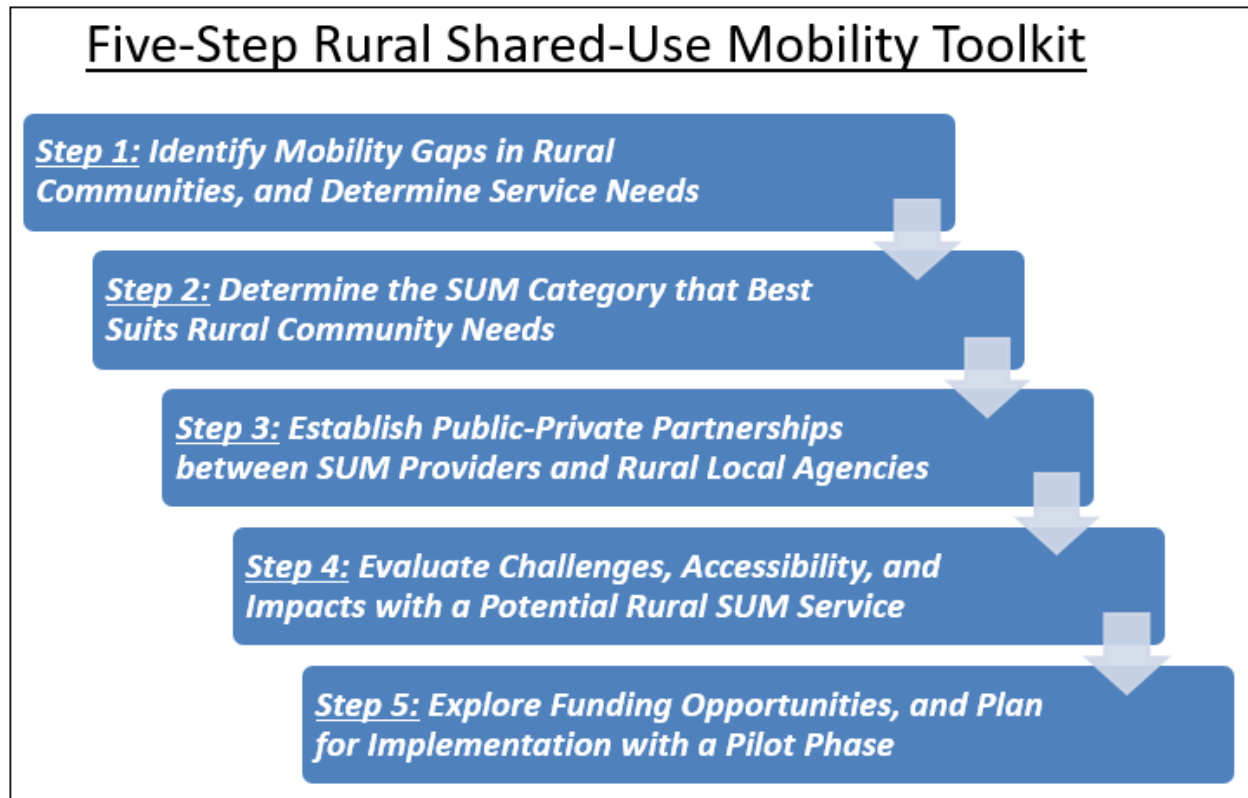 Five-Step Rural Shared-Use Mobility Toolkit
Step 1: Identify Mobility Gaps in Rural
Communities, and Determine Service Needs
Step 2: Determine the SUM Category that Best
Suits Rural Community Needs
Step 3: Establish Public-Private Partnerships
between SUM Providers and Rural Local Agencies
Step 4: Evaluate Challenges, Accessibility, and
Impacts with a Potential Rural SUM Service
Step 5: Explore Funding Opportunities, and Plan
for Implementation with a Pilot Phase